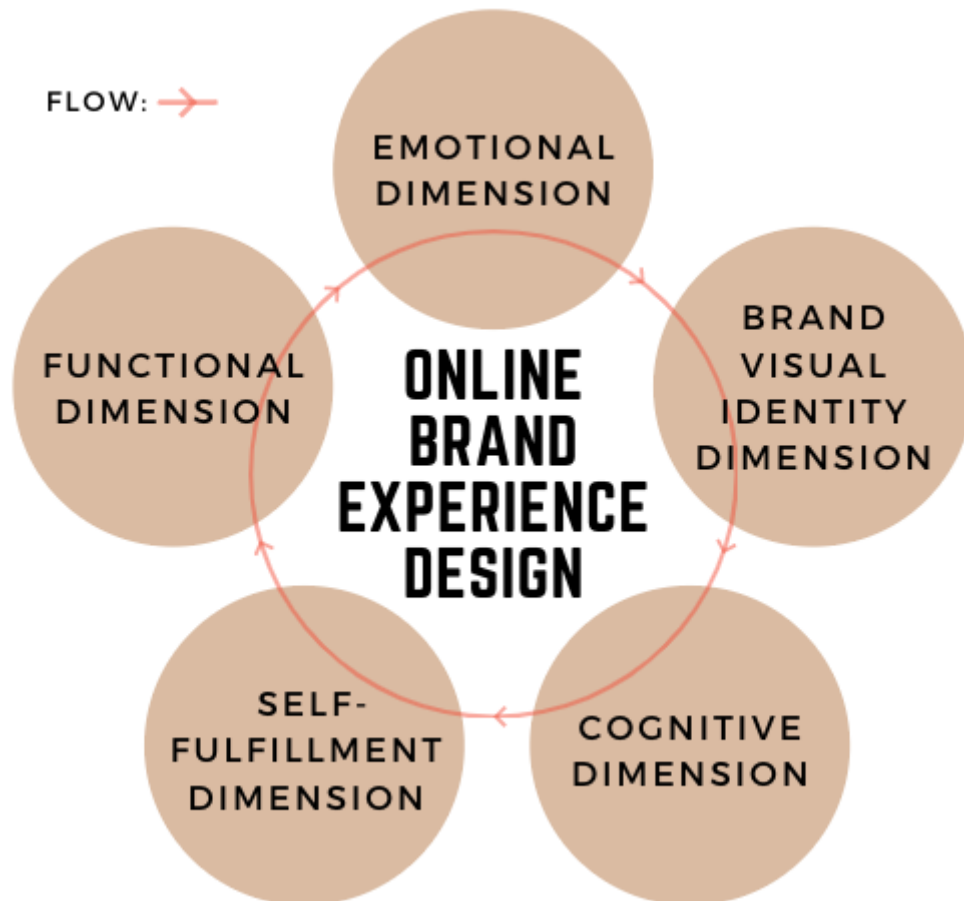 FLOW:
EMOTIONAL
DIMENSION
BRAND
VISUAL
IDENTITY
DIMENSION
FUNCTIONAL
DIMENSION
ONLINE
BRAND
EXPERIENCE
DESIGN
SELF-
FULFILLMENT
DIMENSION
COGNITIVE
DIMENSION